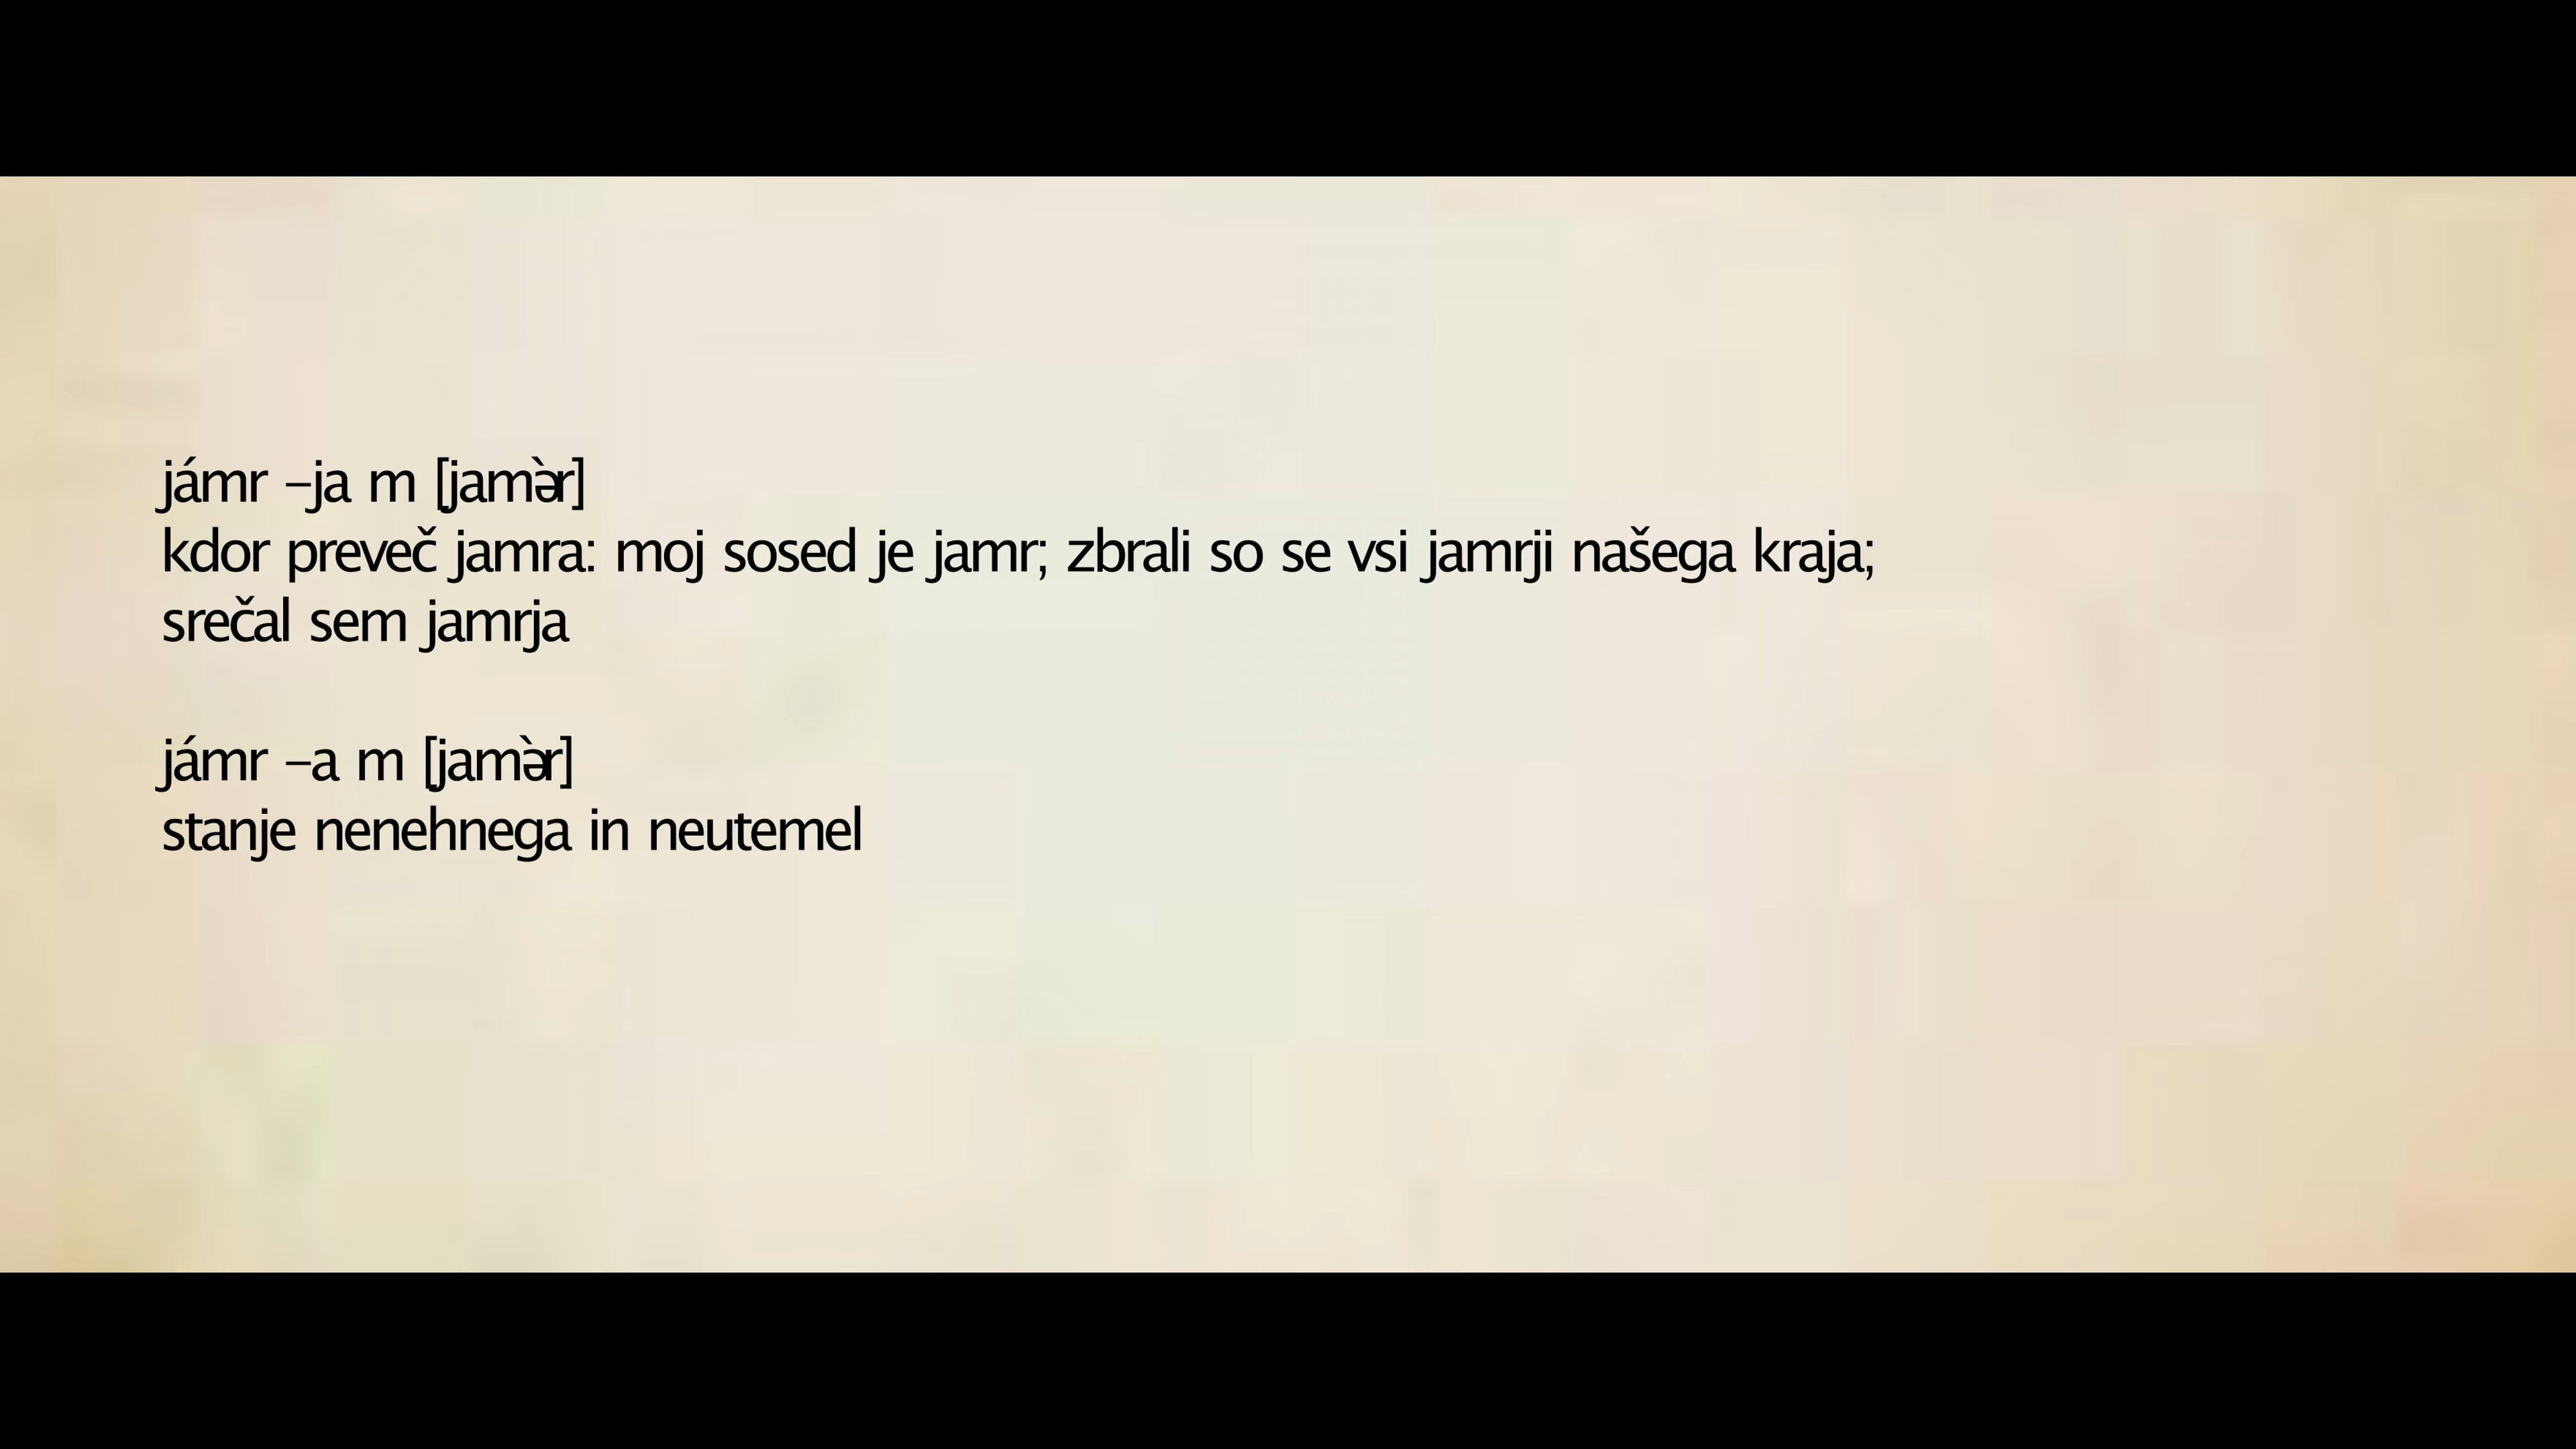 jámr –ja m [jamə̀r]
kdor preveč jamra: moj sosed je jamr; zbrali so se vsi jamrji našega kraja;
srečal sem jamrja
jámr –a m [jamə̀r]
stanje nenehnega in neutemel